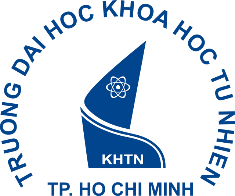 TRUONG DAI HOC KHOA HOC TU NHIEN
KHTN
TP. HO CHI MINH